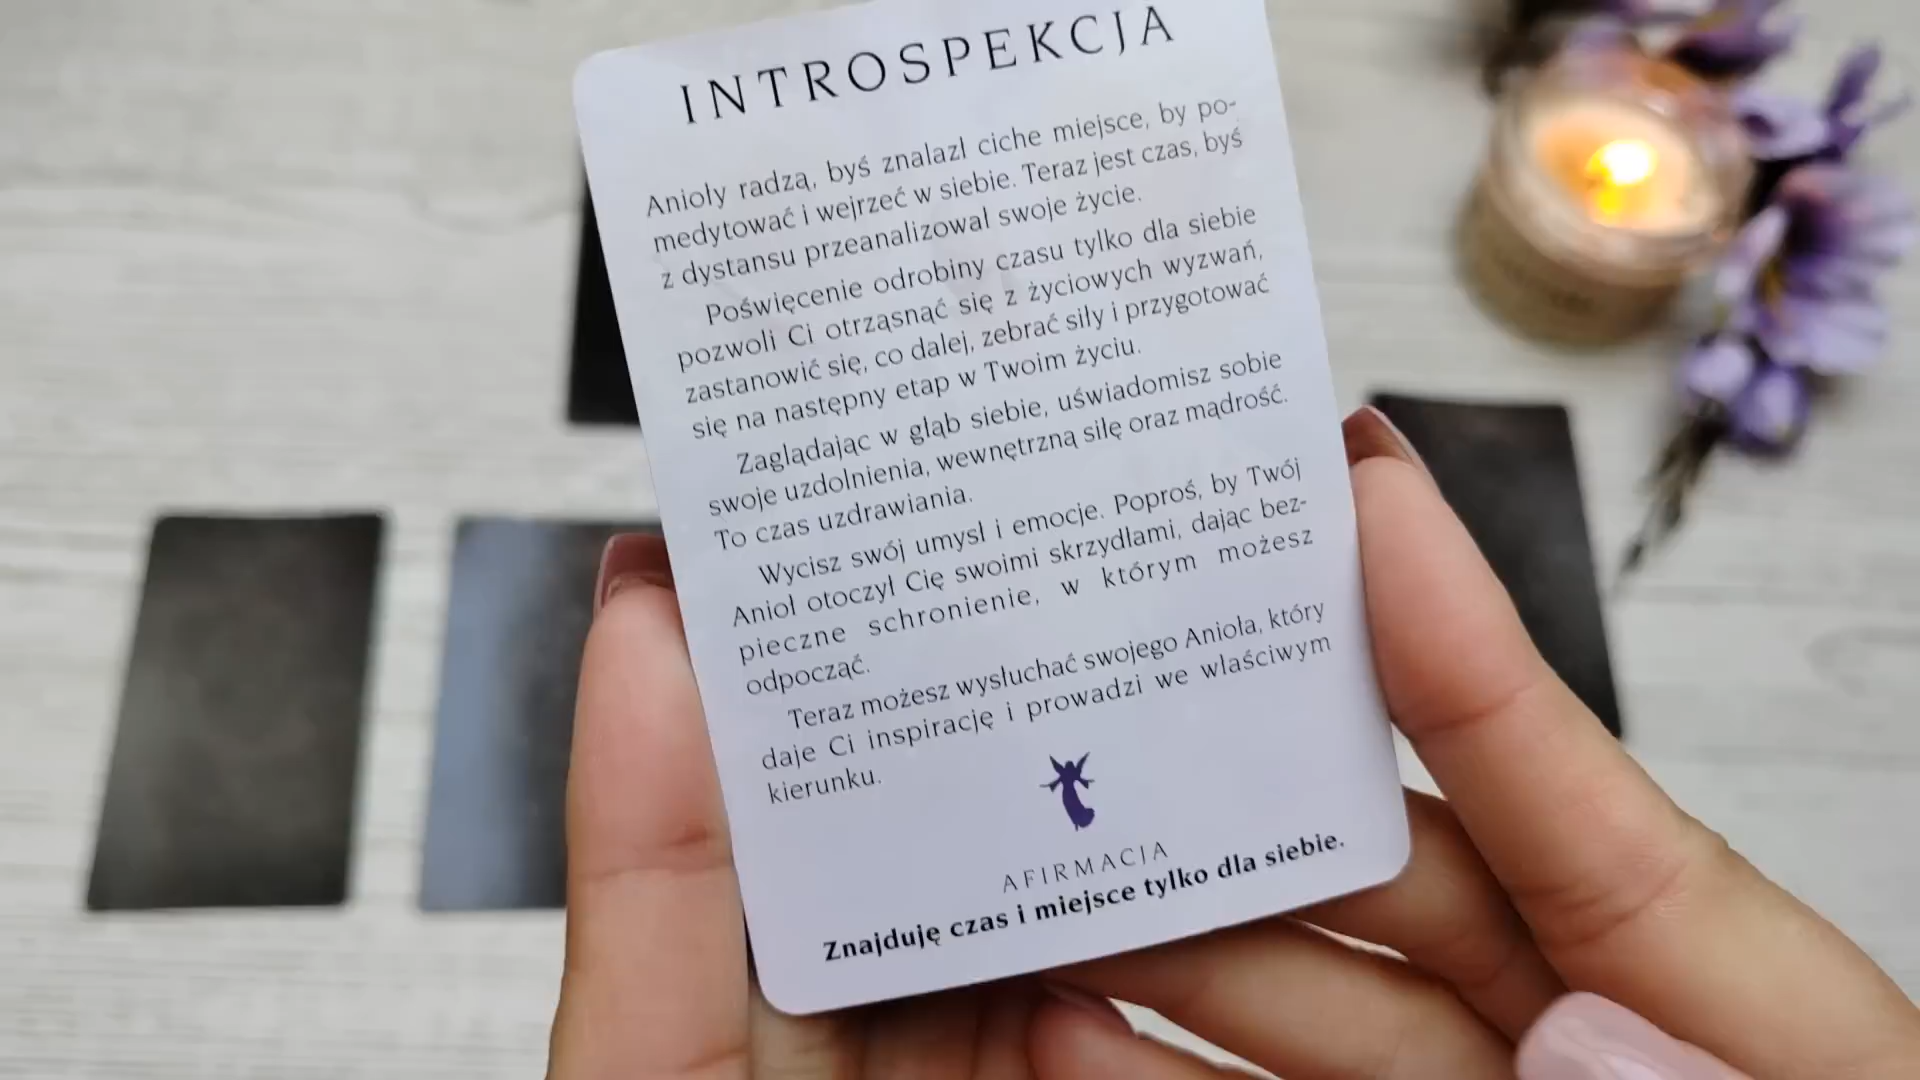 INTROSPEKCJA
Anioły radzą, byś znalazł ciche miejsce, by po-
medytować i wejrzeć w siebie. Teraz jest czas, byś
z dystansu przeanalizował swoje życie.
Poświęcenie odrobiny czasu tylko dla siebie
pozwoli Ci otrząsnąć się z życiowych wyzwań,
zastanowić się, co dalej, zebrać siły i przygotować
się na następny etap w Twoim życiu.
Zaglądając w głąb siebie, uświadomisz sobie
swoje uzdolnienia, wewnętrzną siłę oraz mądrość.
To czas uzdrawiania.
Wycisz swój umysł i emocje. Poproś, by Twój
Anioł otoczył Cię swoimi skrzydłami, dając bez-
pieczne schronienie, w którym możesz
odpocząć.
Teraz możesz wysłuchać swojego Anioła, który
daje Ci inspirację i prowadzi we właściwym
kierunku.
AFIRMACJA
Znajduję czas i miejsce tylko dla siebie.